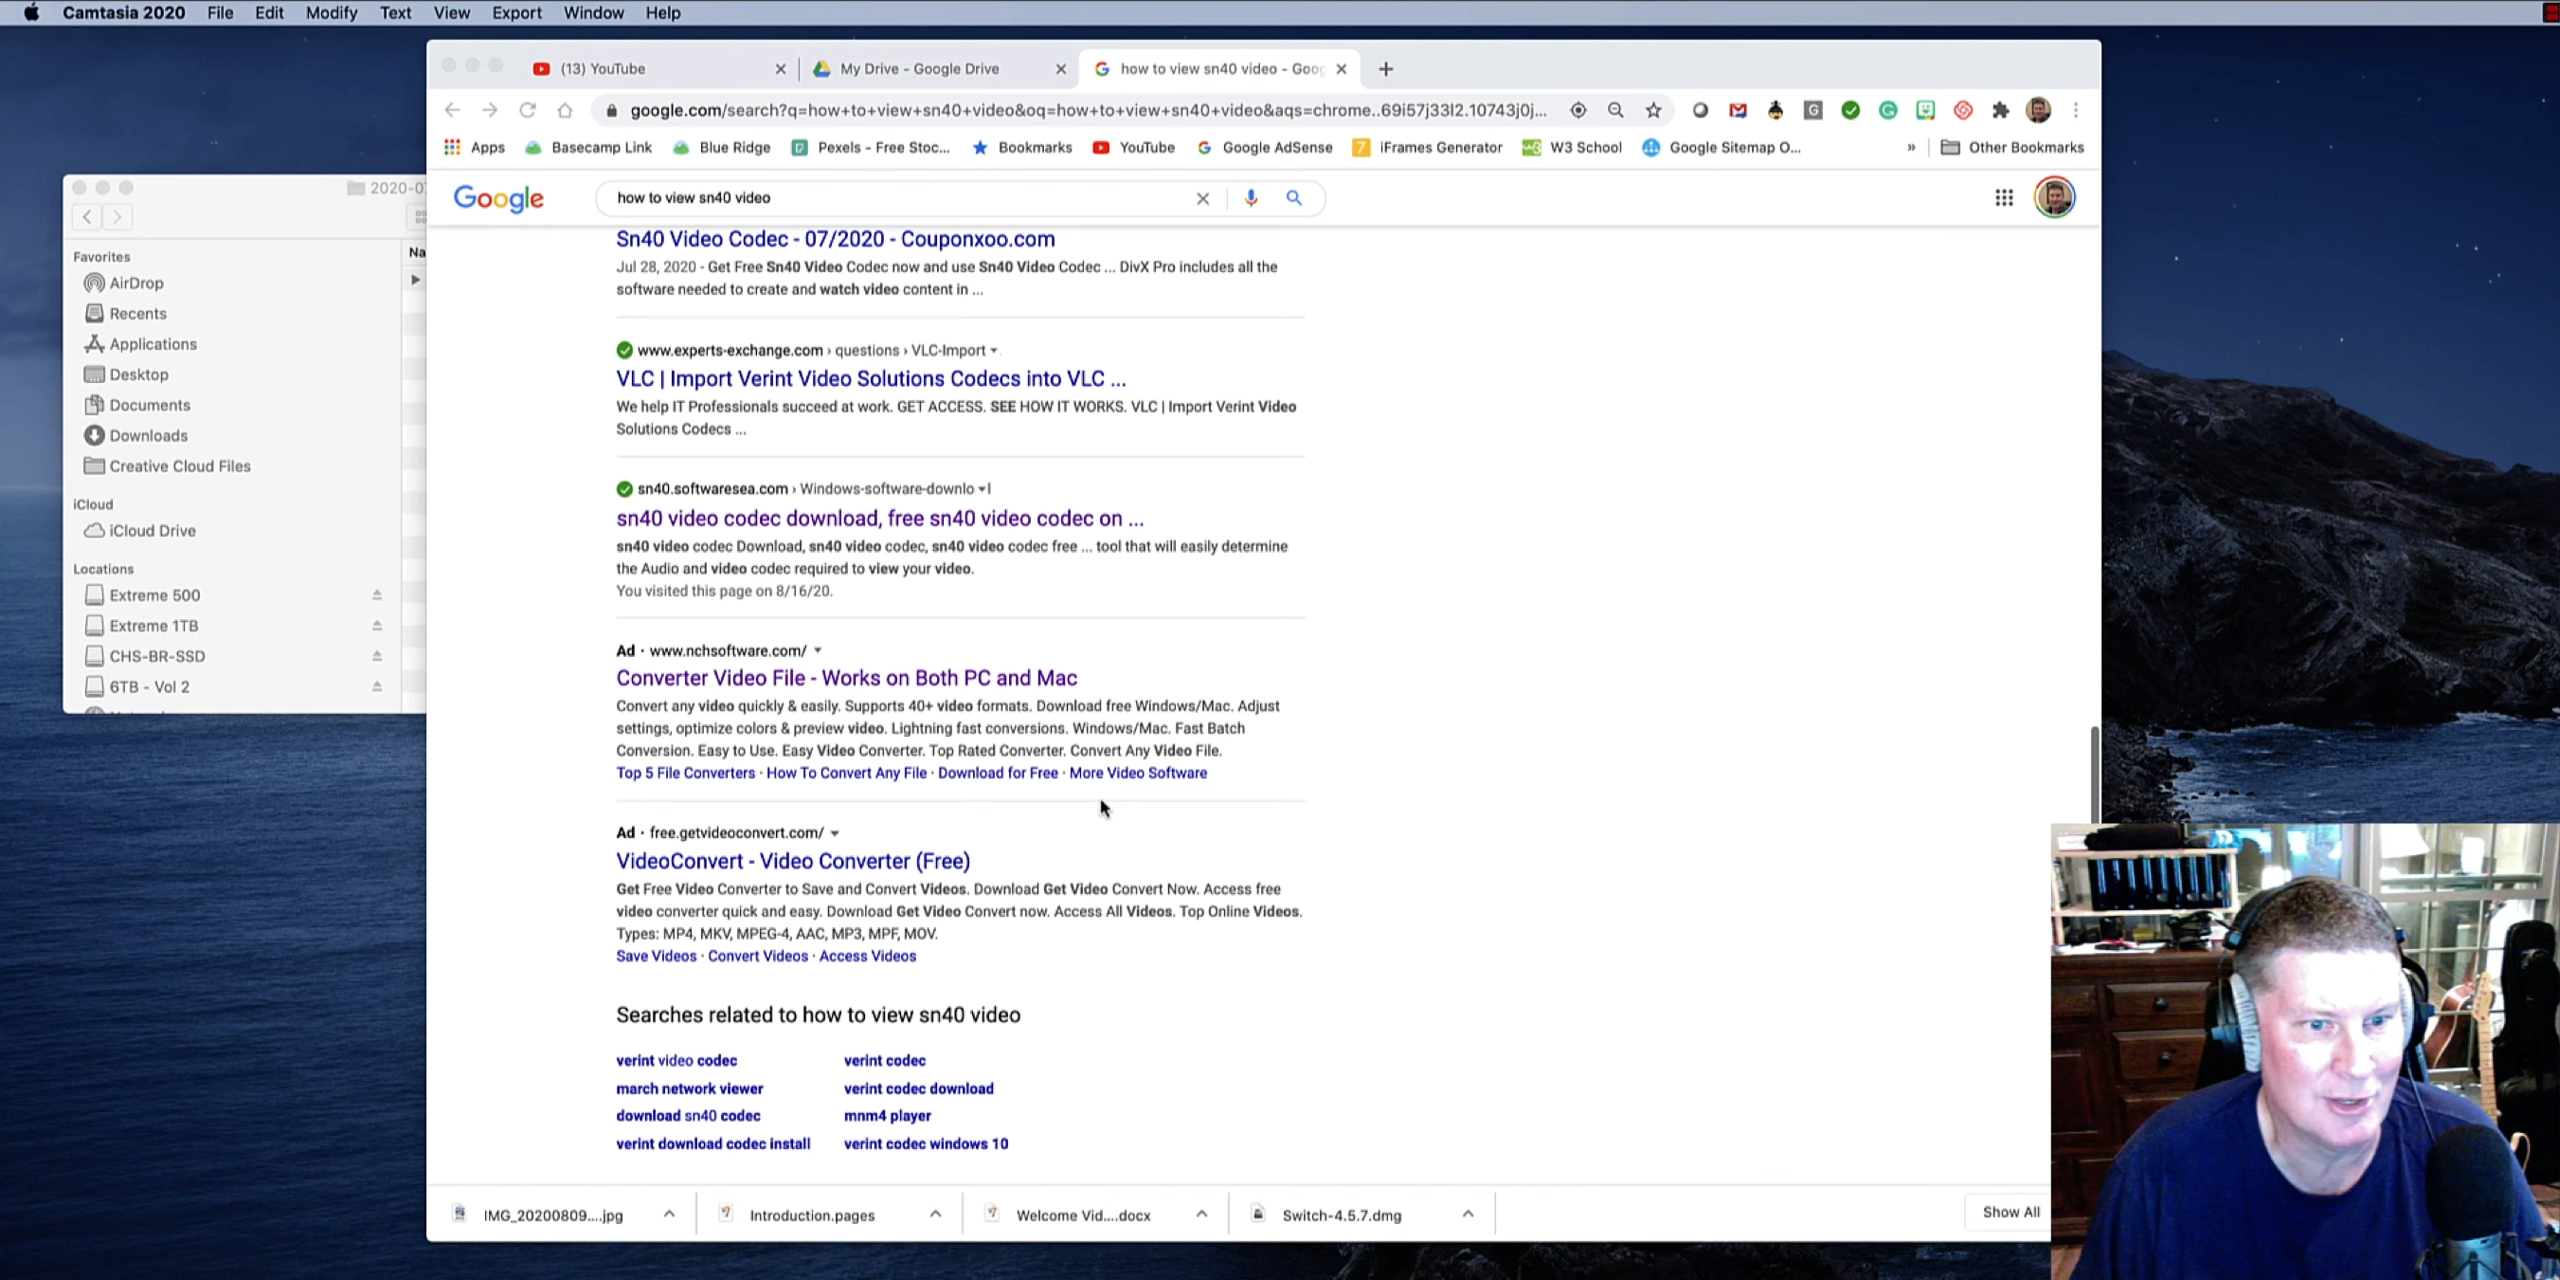 Camtasia 2020 File Edit Modify Text View Export Window Help
(13) YouTube
My Drive - Google Drive
how to view sn40 video - Goog
google.com/search?q=how+to+view+sn40+video&oq=how+to+view+sn40+video&aqs=chrome..69i57j33l2.10743j0j...
Apps Basecamp Link Blue Ridge Pexels - Free Stoc... Bookmarks YouTube Google AdSense iFrames Generator W3 School Google Sitemap O... » Other Bookmarks
2020-07
Favorites
AirDrop
Recents
Applications
Desktop
Documents
Downloads
Creative Cloud Files
iCloud
iCloud Drive
Locations
Extreme 500
Extreme 1TB
CHS-BR-SSD
6TB - Vol 2
Na
Google
how to view sn40 video
Sn40 Video Codec - 07/2020 - Couponxoo.com
Jul 28, 2020 - Get Free Sn40 Video Codec now and use Sn40 Video Codec ... DivX Pro includes all the
software needed to create and watch video content in ...
www.experts-exchange.com › questions › VLC-Import
VLC | Import Verint Video Solutions Codecs into VLC ...
We help IT Professionals succeed at work. GET ACCESS. SEE HOW IT WORKS. VLC | Import Verint Video
Solutions Codecs ...
sn40.softwaresea.com › Windows-software-downlo
sn40 video codec download, free sn40 video codec on ...
sn40 video codec Download, sn40 video codec, sn40 video codec free ... tool that will easily determine
the Audio and video codec required to view your video.
You visited this page on 8/16/20.
Ad · www.nchsoftware.com/
Converter Video File - Works on Both PC and Mac
Convert any video quickly & easily. Supports 40+ video formats. Download free Windows/Mac. Adjust
settings, optimize colors & preview video. Lightning fast conversions. Windows/Mac. Fast Batch
Conversion. Easy to Use. Easy Video Converter. Top Rated Converter. Convert Any Video File.
Top 5 File Converters · How To Convert Any File · Download for Free · More Video Software
Ad · free.getvideoconvert.com/
VideoConvert - Video Converter (Free)
Get Free Video Converter to Save and Convert Videos. Download Get Video Convert Now. Access free
video converter quick and easy. Download Get Video Convert now. Access All Videos. Top Online Videos.
Types: MP4, MKV, MPEG-4, AAC, MP3, MPF, MOV.
Save Videos · Convert Videos · Access Videos
Searches related to how to view sn40 video
verint video codec verint codec
march network viewer verint codec download
download sn40 codec mnm4 player
verint download codec install verint codec windows 10
IMG_20200809....jpg Introduction.pages Welcome Vid....docx Switch-4.5.7.dmg Show All